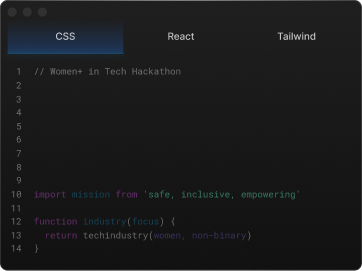 CSS React Tailwind
1 // Women+ in Tech Hackathon
2
3
4
5
6
7
8
9
10 import mission from 'safe, inclusive, empowering'
11
12 function industry(focus) {
13 return techindustry(women, non-binary)
14 }